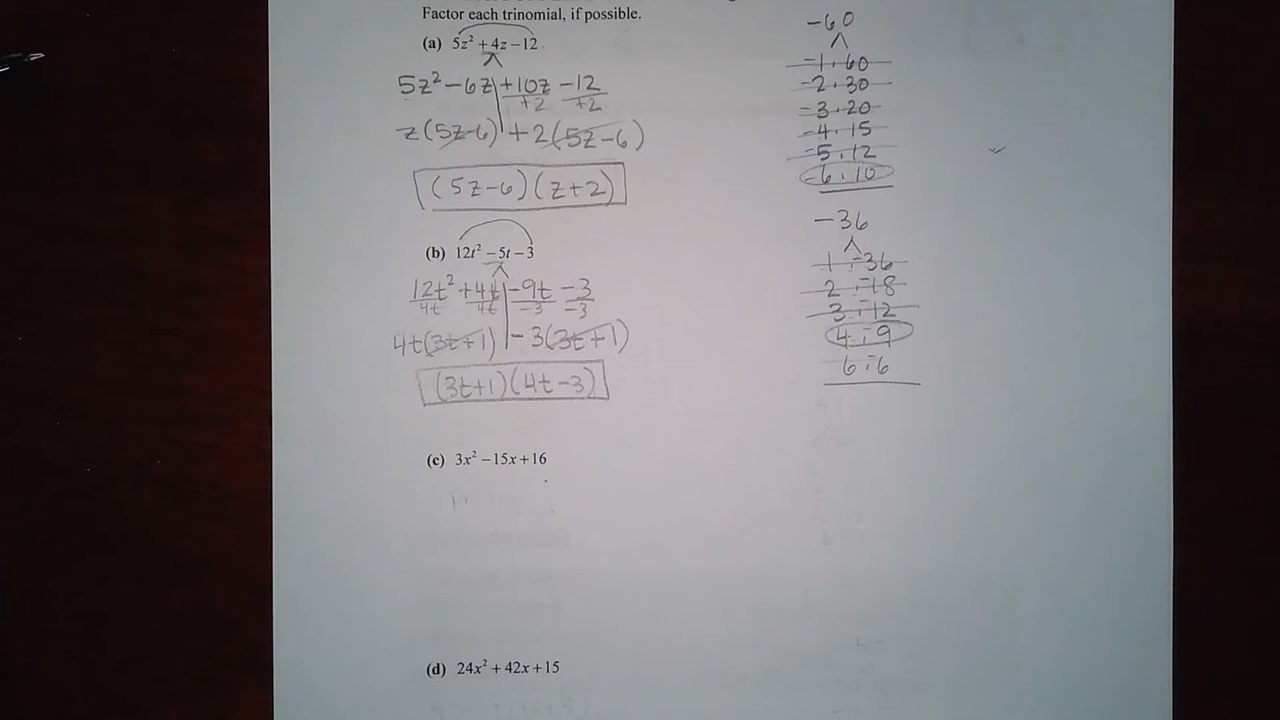 Factor each trinomial, if possible.
(a) 5z² + 4z − 12
5z² − 6z + 10z − 12
+2 +2
z(5z−6) + 2(5z−6)
(5z−6)(z+2)
(b) 12t² − 5t − 3
12t² + 4t − 9t − 3
4t 4t −3 −3
4t(3t+1) − 3(3t+1)
(3t+1)(4t−3)
(c) 3x² − 15x + 16
(d) 24x² + 42x + 15
−60
−1·60
−2·30
−3·20
−4·15
−5·12
−6·10
−36
1·−36
2·−18
3·−12
4·−9
6·−6